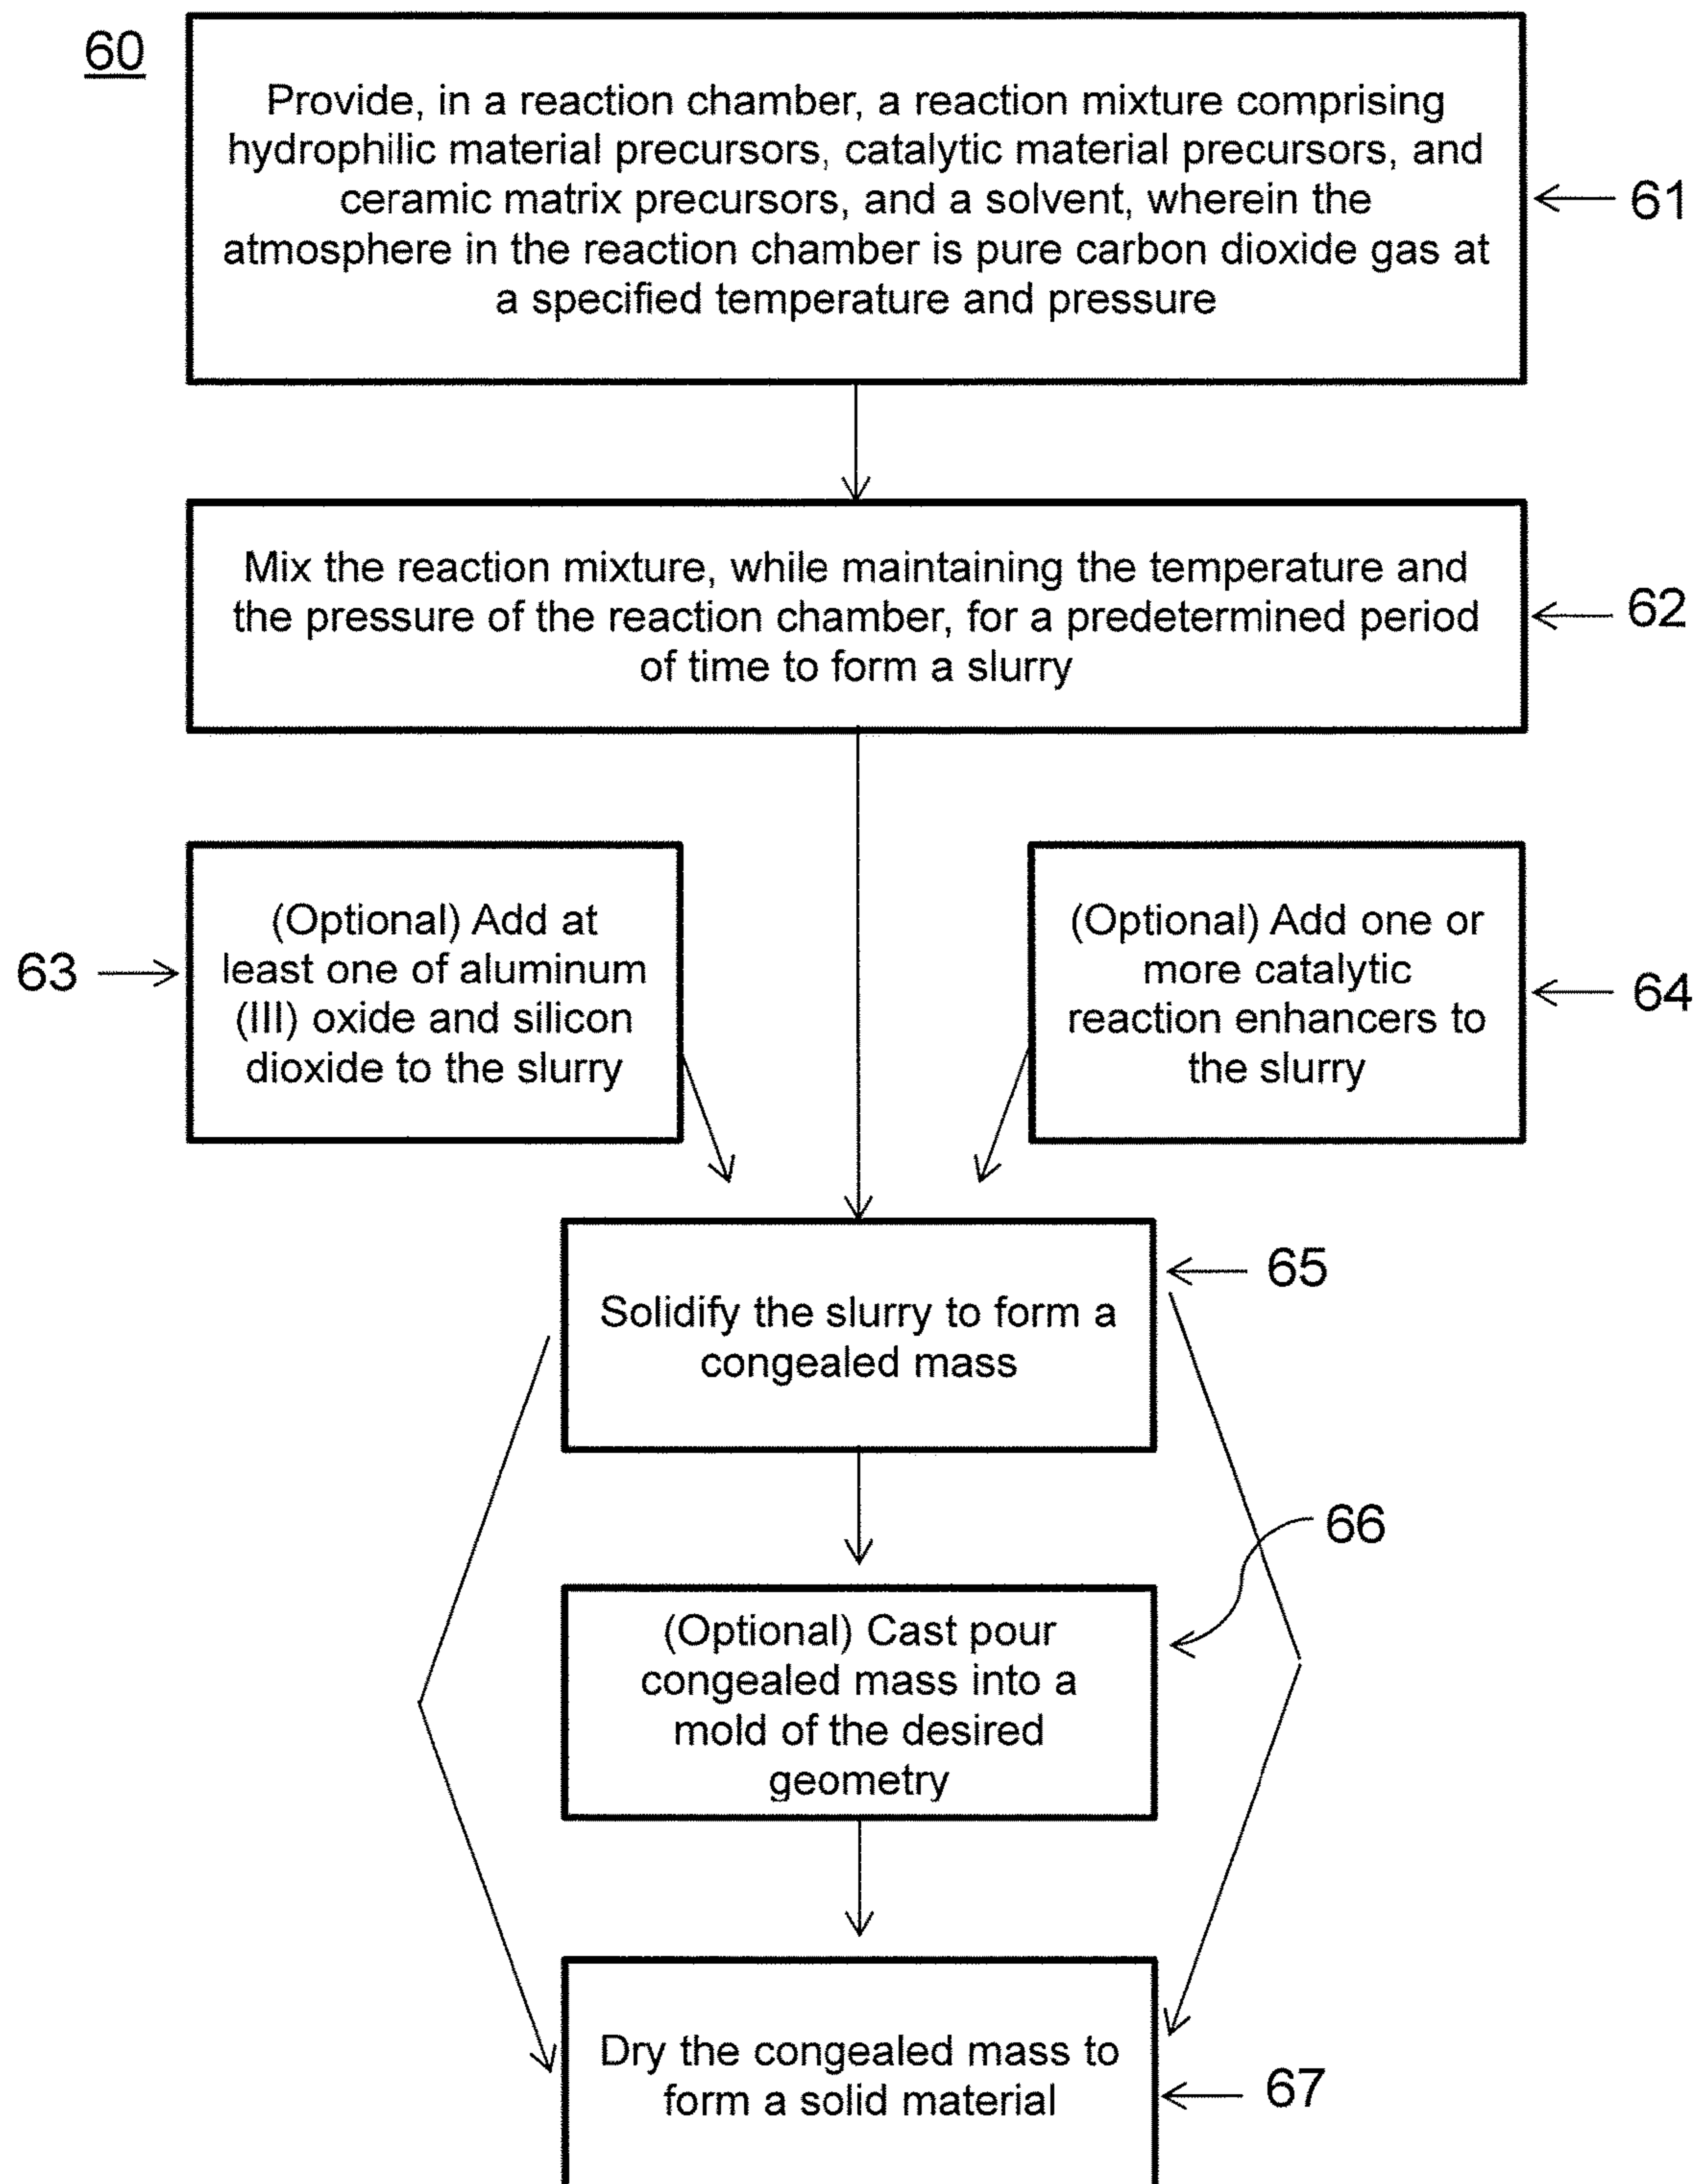 60
Provide, in a reaction chamber, a reaction mixture comprising
hydrophilic material precursors, catalytic material precursors, and
ceramic matrix precursors, and a solvent, wherein the
atmosphere in the reaction chamber is pure carbon dioxide gas at
a specified temperature and pressure
61
Mix the reaction mixture, while maintaining the temperature and
the pressure of the reaction chamber, for a predetermined period
of time to form a slurry
62
63
(Optional) Add at
least one of aluminum
(III) oxide and silicon
dioxide to the slurry
(Optional) Add one or
more catalytic
reaction enhancers to
the slurry
64
Solidify the slurry to form a
congealed mass
65
(Optional) Cast pour
congealed mass into a
mold of the desired
geometry
66
Dry the congealed mass to
form a solid material
67